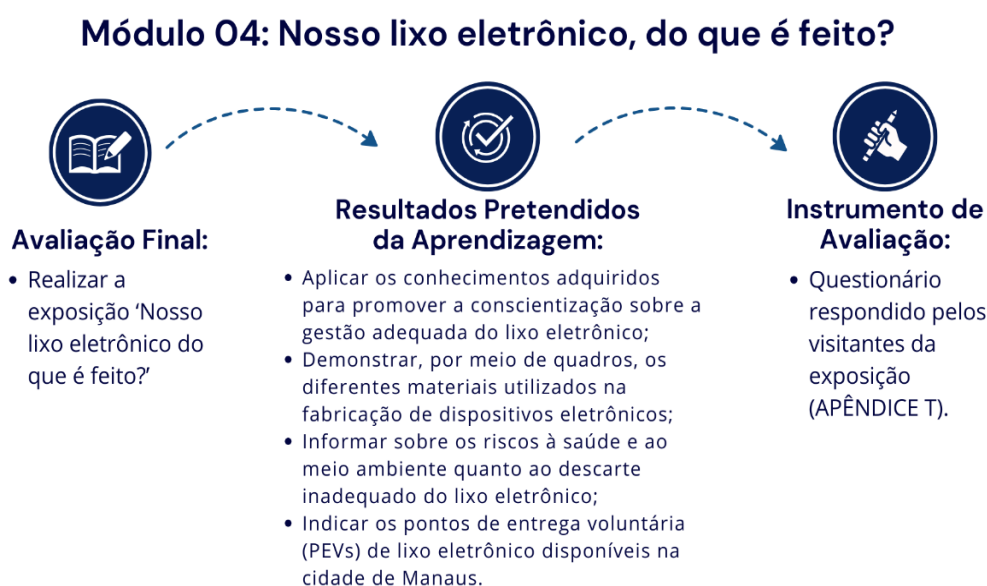 Módulo 04: Nosso lixo eletrônico, do que é feito?
Avaliação Final:
• Realizar a
exposição ‘Nosso
lixo eletrônico do
que é feito?’
Resultados Pretendidos
da Aprendizagem:
• Aplicar os conhecimentos adquiridos
para promover a conscientização sobre a
gestão adequada do lixo eletrônico;
• Demonstrar, por meio de quadros, os
diferentes materiais utilizados na
fabricação de dispositivos eletrônicos;
• Informar sobre os riscos à saúde e ao
meio ambiente quanto ao descarte
inadequado do lixo eletrônico;
• Indicar os pontos de entrega voluntária
(PEVs) de lixo eletrônico disponíveis na
cidade de Manaus.
Instrumento de
Avaliação:
• Questionário
respondido pelos
visitantes da
exposição
(APÊNDICE T).